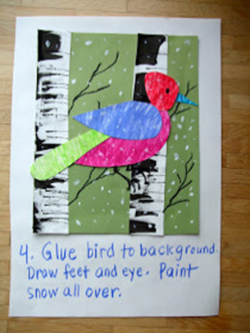 4. Glue bird to background.
Draw feet and eye. Paint
snow all over.